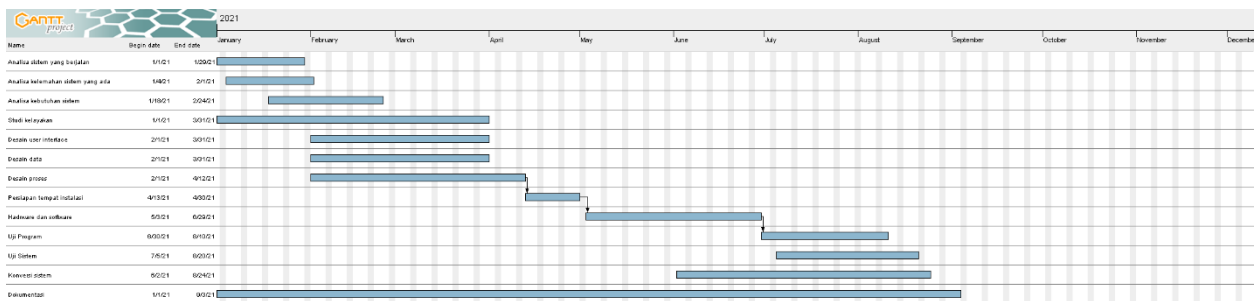 GANTT project
2021
January February March April May June July August September October November December
Name Begin date End date
Analisa sistem yang berjalan 1/1/21 1/29/21
Analisa kelemahan sistem yang ada 1/4/21 2/1/21
Analisa kebutuhan sistem 1/18/21 2/24/21
Studi kelayakan 1/1/21 3/31/21
Desain user interface 2/1/21 3/31/21
Desain data 2/1/21 3/31/21
Desain proses 2/1/21 4/12/21
Persiapan tempat instalasi 4/13/21 4/30/21
Hadware dan software 5/3/21 6/29/21
Uji Program 6/30/21 8/10/21
Uji Sistem 7/5/21 8/20/21
Konversi sistem 6/2/21 8/24/21
Dokumentasi 1/1/21 9/3/21